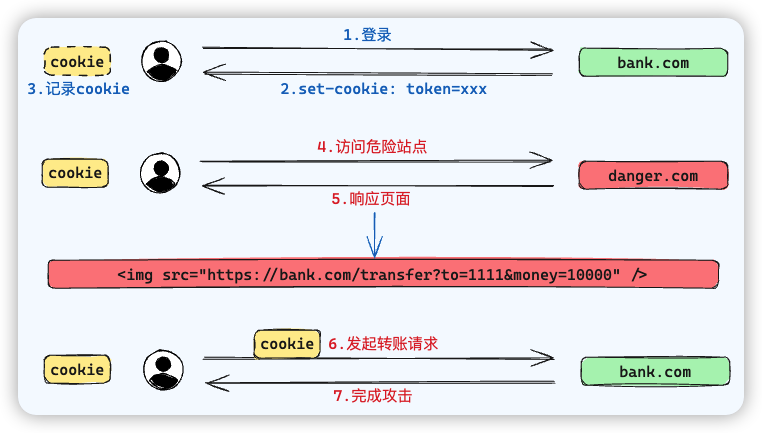 1.登录
cookie
bank.com
3.记录cookie
2.set-cookie: token=xxx
4.访问危险站点
cookie
danger.com
5.响应页面
<img src="https://bank.com/transfer?to=1111&money=10000" />
cookie
6.发起转账请求
cookie
bank.com
7.完成攻击